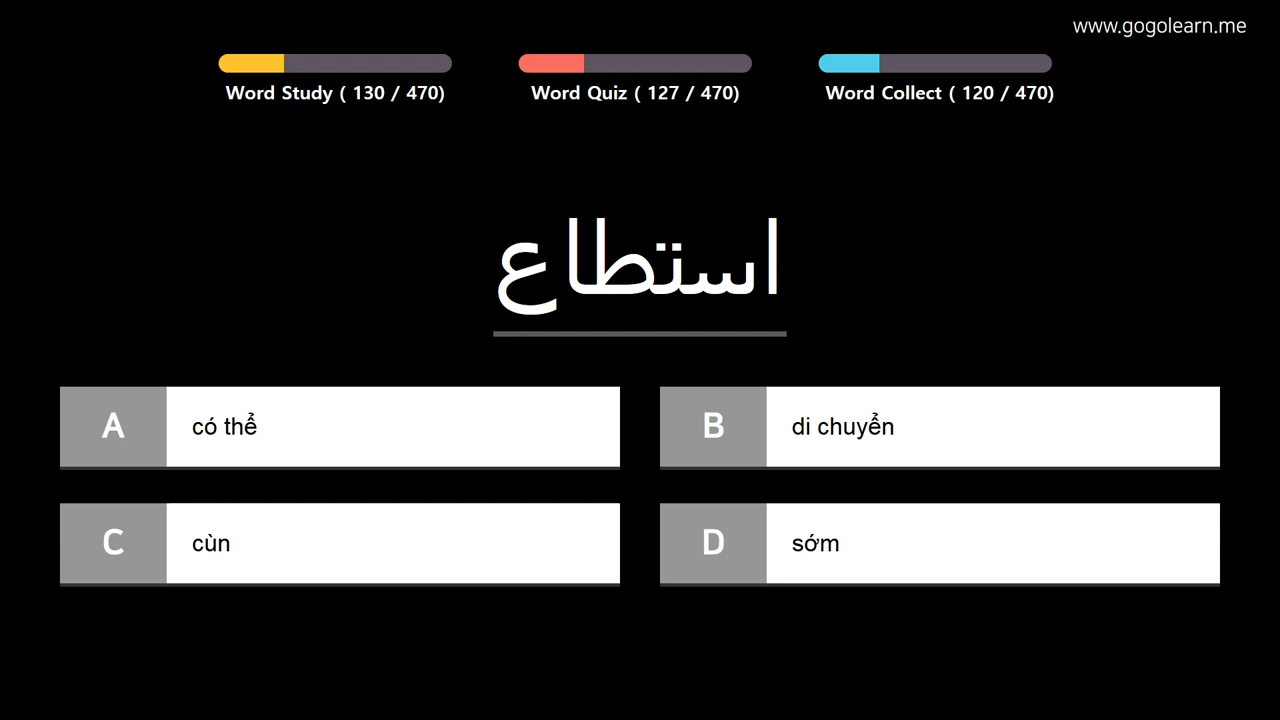 www.gogolearn.me
Word Study ( 130 / 470)
Word Quiz ( 127 / 470)
Word Collect ( 120 / 470)
استطاع
A
có thể
B
di chuyển
C
cùn
D
sớm